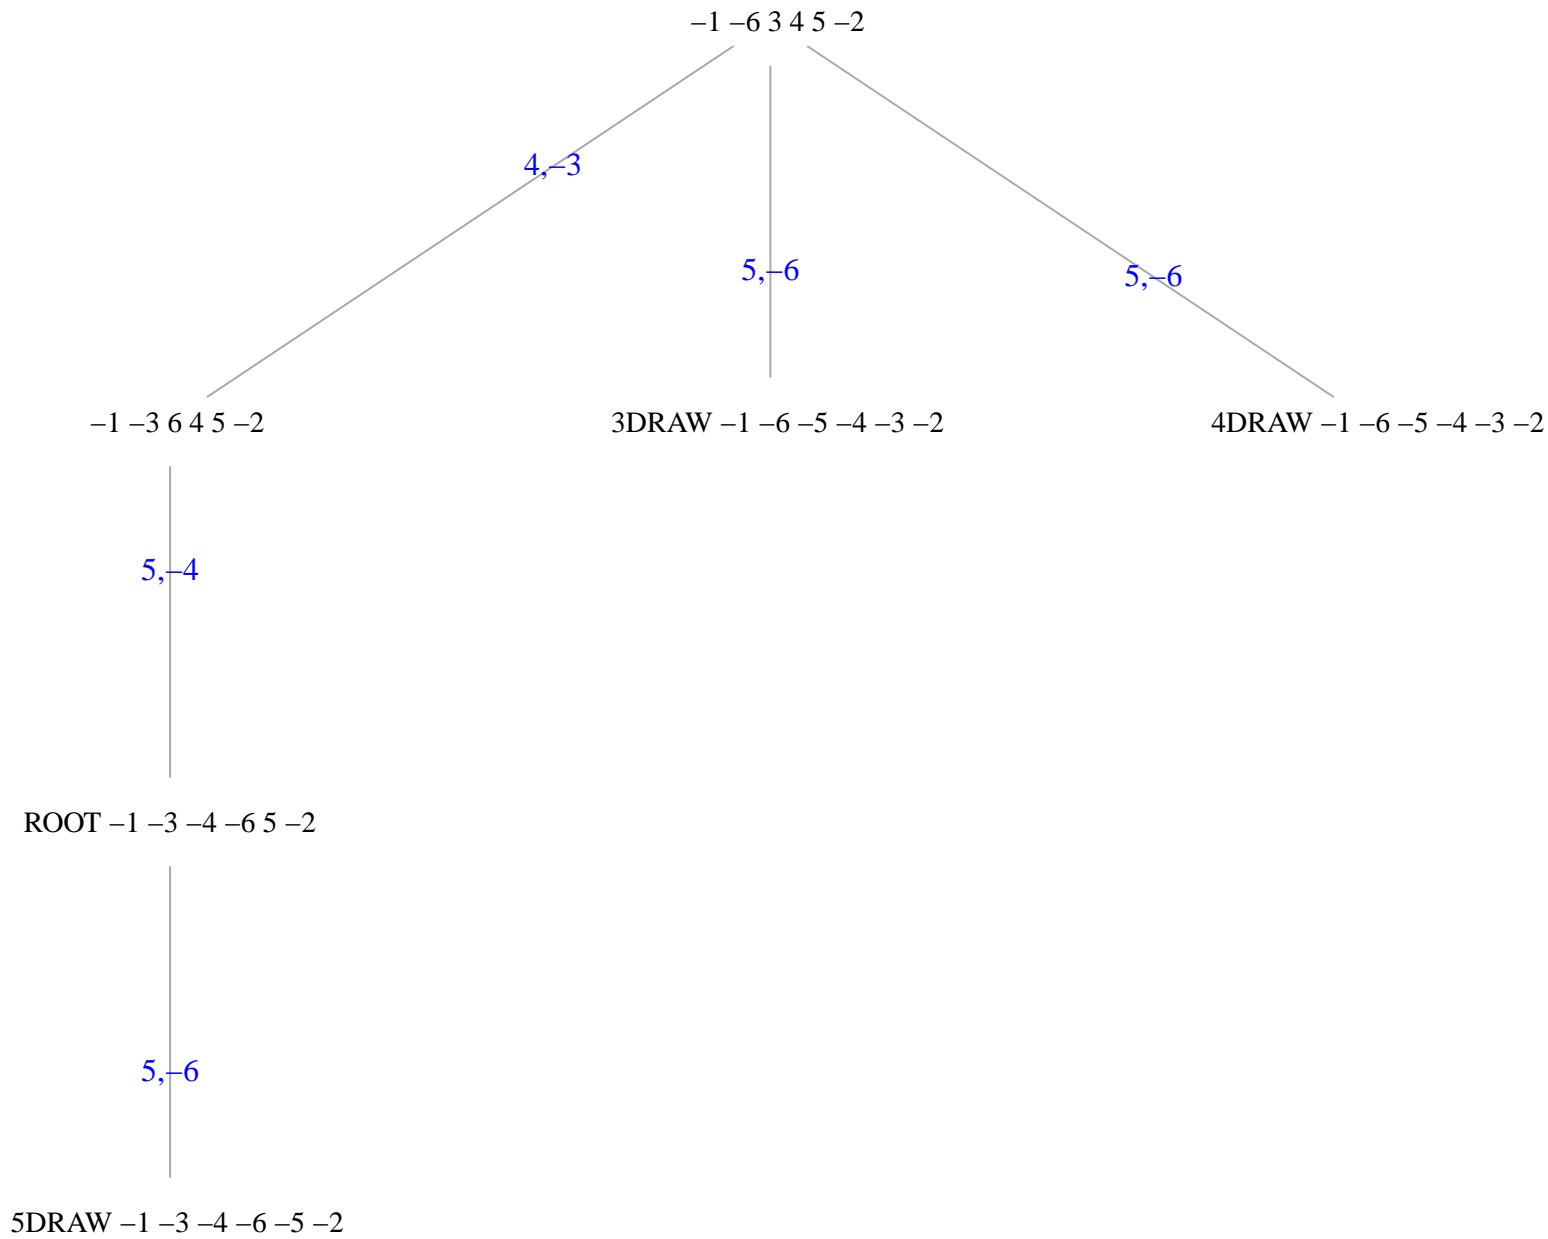 –1 –6 3 4 5 –2
4,–3
5,–6
5,–6
–1 –3 6 4 5 –2
3DRAW –1 –6 –5 –4 –3 –2
4DRAW –1 –6 –5 –4 –3 –2
5,–4
ROOT –1 –3 –4 –6 5 –2
5,–6
5DRAW –1 –3 –4 –6 –5 –2